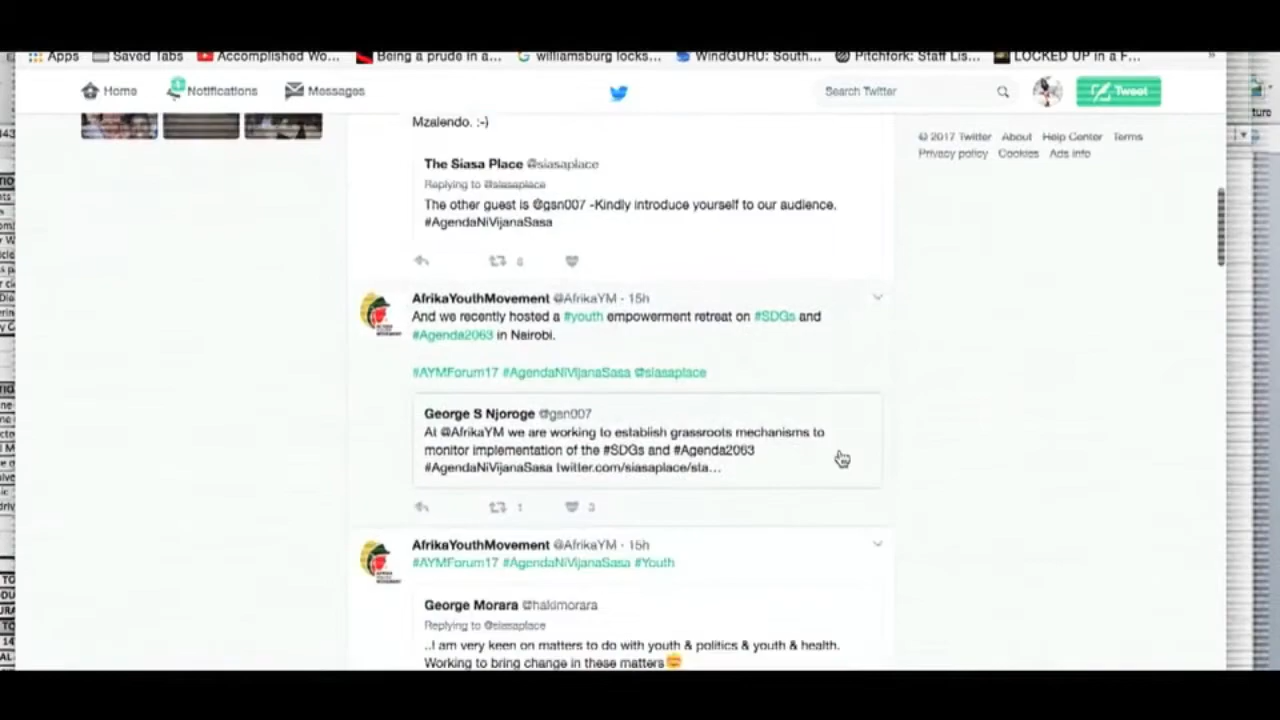 Apps Saved Tabs Accomplished Wo... Being a prude in a... williamsburg locks... WindGURU: South... Pitchfork: Staff Lis... LOCKED UP in a F... »
Home Notifications Messages Search Twitter Tweet
Mzalendo. :-)
© 2017 Twitter About Help Center Terms
Privacy policy Cookies Ads info
The Siasa Place @siasaplace
Replying to @siasaplace
The other guest is @gsn007 -Kindly introduce yourself to our audience.
#AgendaNiVijanaSasa
6
AfrikaYouthMovement @AfrikaYM · 15h
And we recently hosted a #youth empowerment retreat on #SDGs and
#Agenda2063 in Nairobi.
#AYMForum17 #AgendaNiVijanaSasa @siasaplace
George S Njoroge @gsn007
At @AfrikaYM we are working to establish grassroots mechanisms to
monitor implementation of the #SDGs and #Agenda2063
#AgendaNiVijanaSasa twitter.com/siasaplace/sta...
1 3
AfrikaYouthMovement @AfrikaYM · 15h
#AYMForum17 #AgendaNiVijanaSasa #Youth
George Morara @hakimorara
Replying to @siasaplace
..I am very keen on matters to do with youth & politics & youth & health.
Working to bring change in these matters